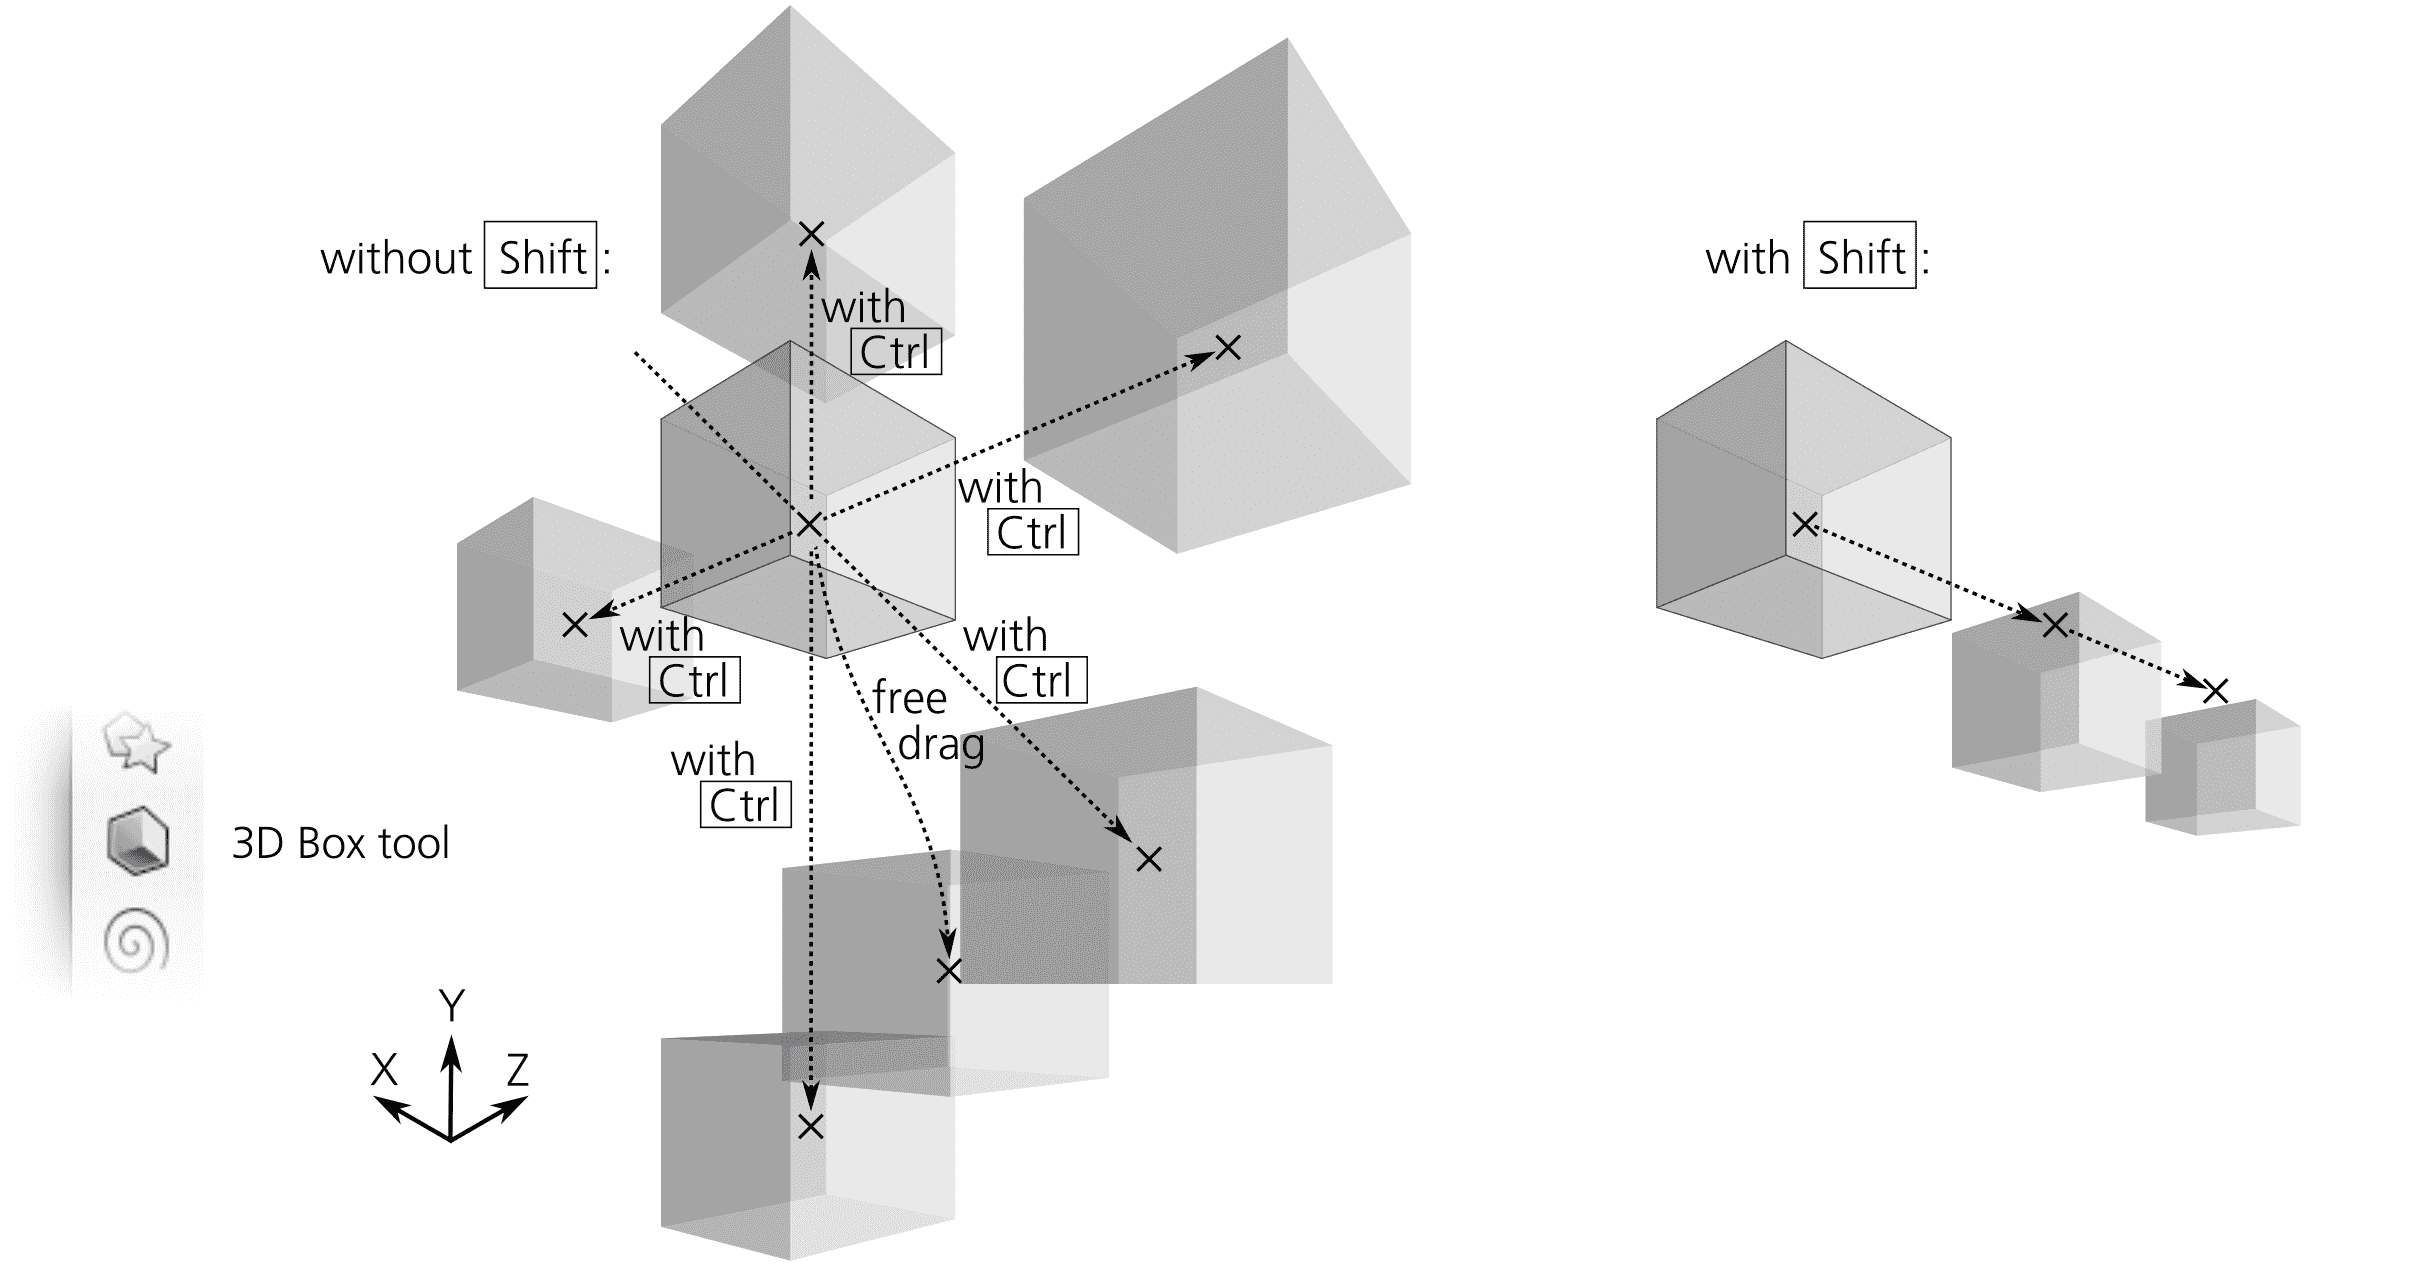 without Shift:
with
Ctrl
with
Ctrl
with
Ctrl
with
Ctrl
free
drag
with
Ctrl
3D Box tool
Y
X
Z
with Shift: